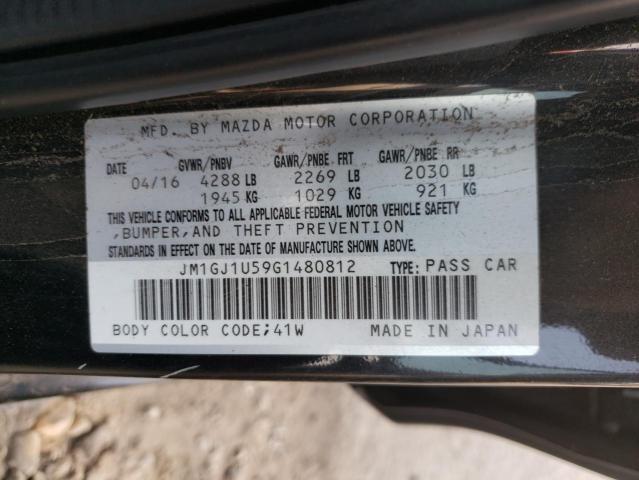 MFD. BY MAZDA MOTOR CORPORATION
DATE GVWR/PNBV GAWR/PNBE FRT GAWR/PNBE RR
04/16 4288 LB 2269 LB 2030 LB
1945 KG 1029 KG 921 KG
THIS VEHICLE CONFORMS TO ALL APPLICABLE FEDERAL MOTOR VEHICLE SAFETY
,BUMPER,AND THEFT PREVENTION
STANDARDS IN EFFECT ON THE DATE OF MANUFACTURE SHOWN ABOVE.
JM1GJ1U59G1480812 TYPE: PASS CAR
BODY COLOR CODE;41W MADE IN JAPAN